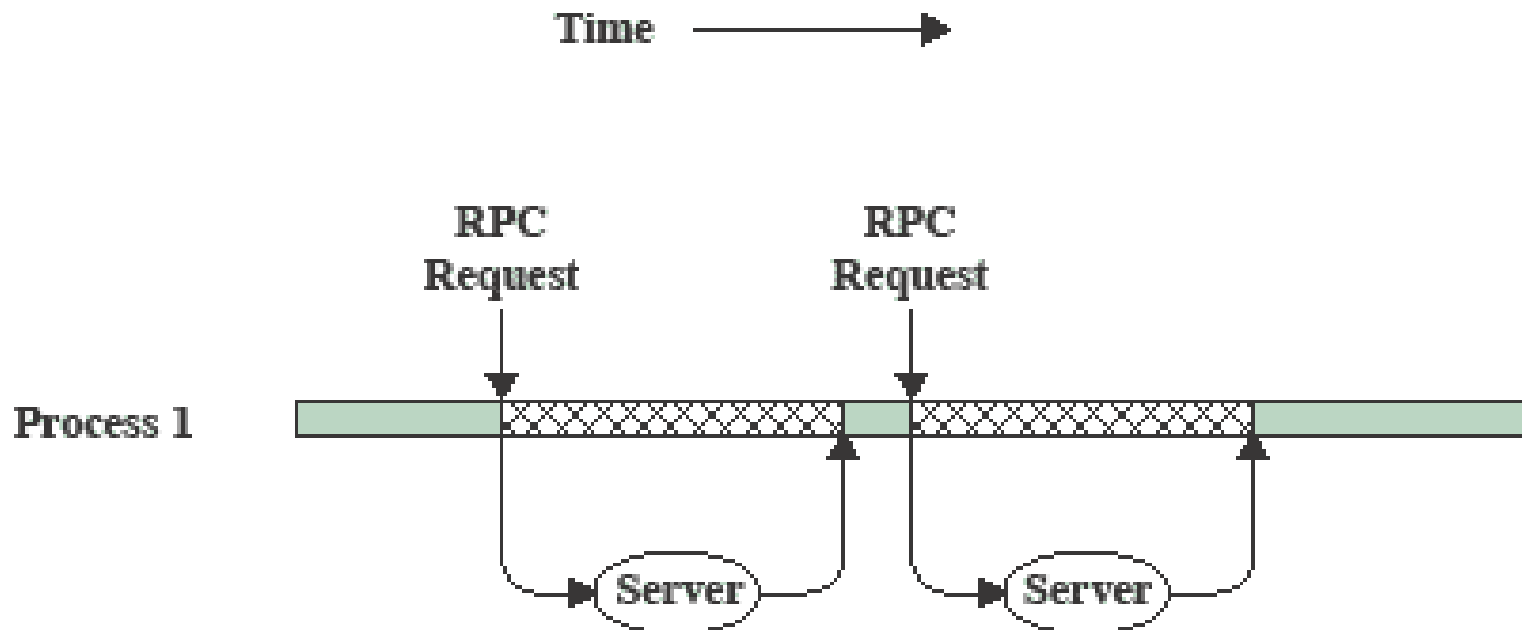 Time
RPC
Request
RPC
Request
Process 1
Server
Server